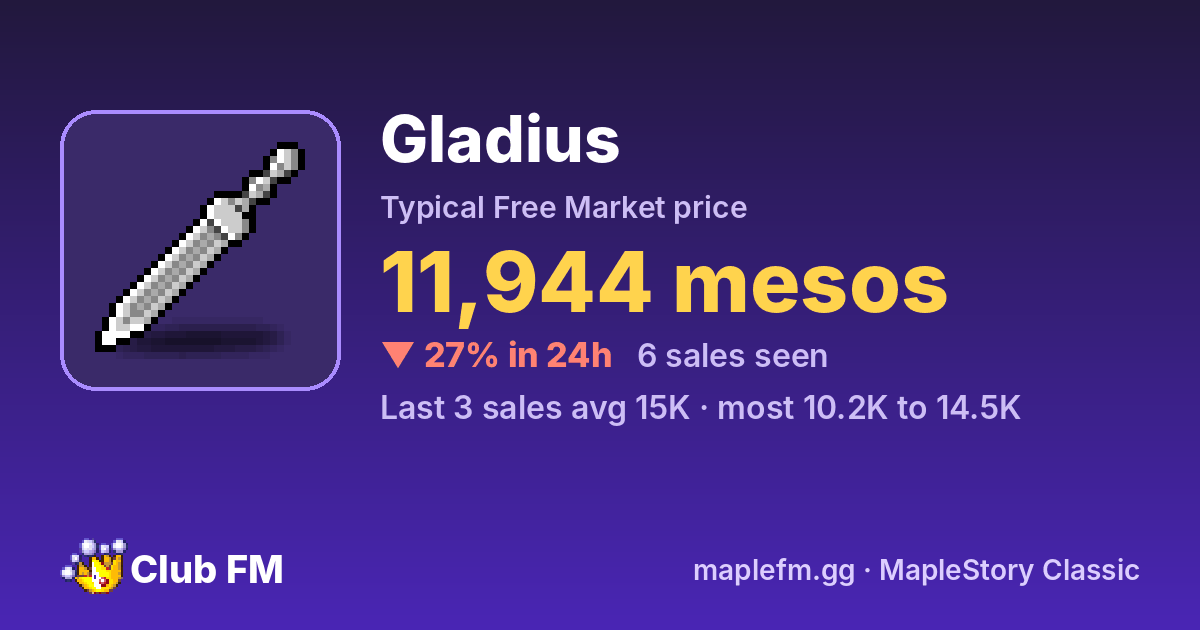 Gladius
Typical Free Market price
11,944 mesos
▼ 27% in 24h 6 sales seen
Last 3 sales avg 15K · most 10.2K to 14.5K
Club FM
maplefm.gg · MapleStory Classic